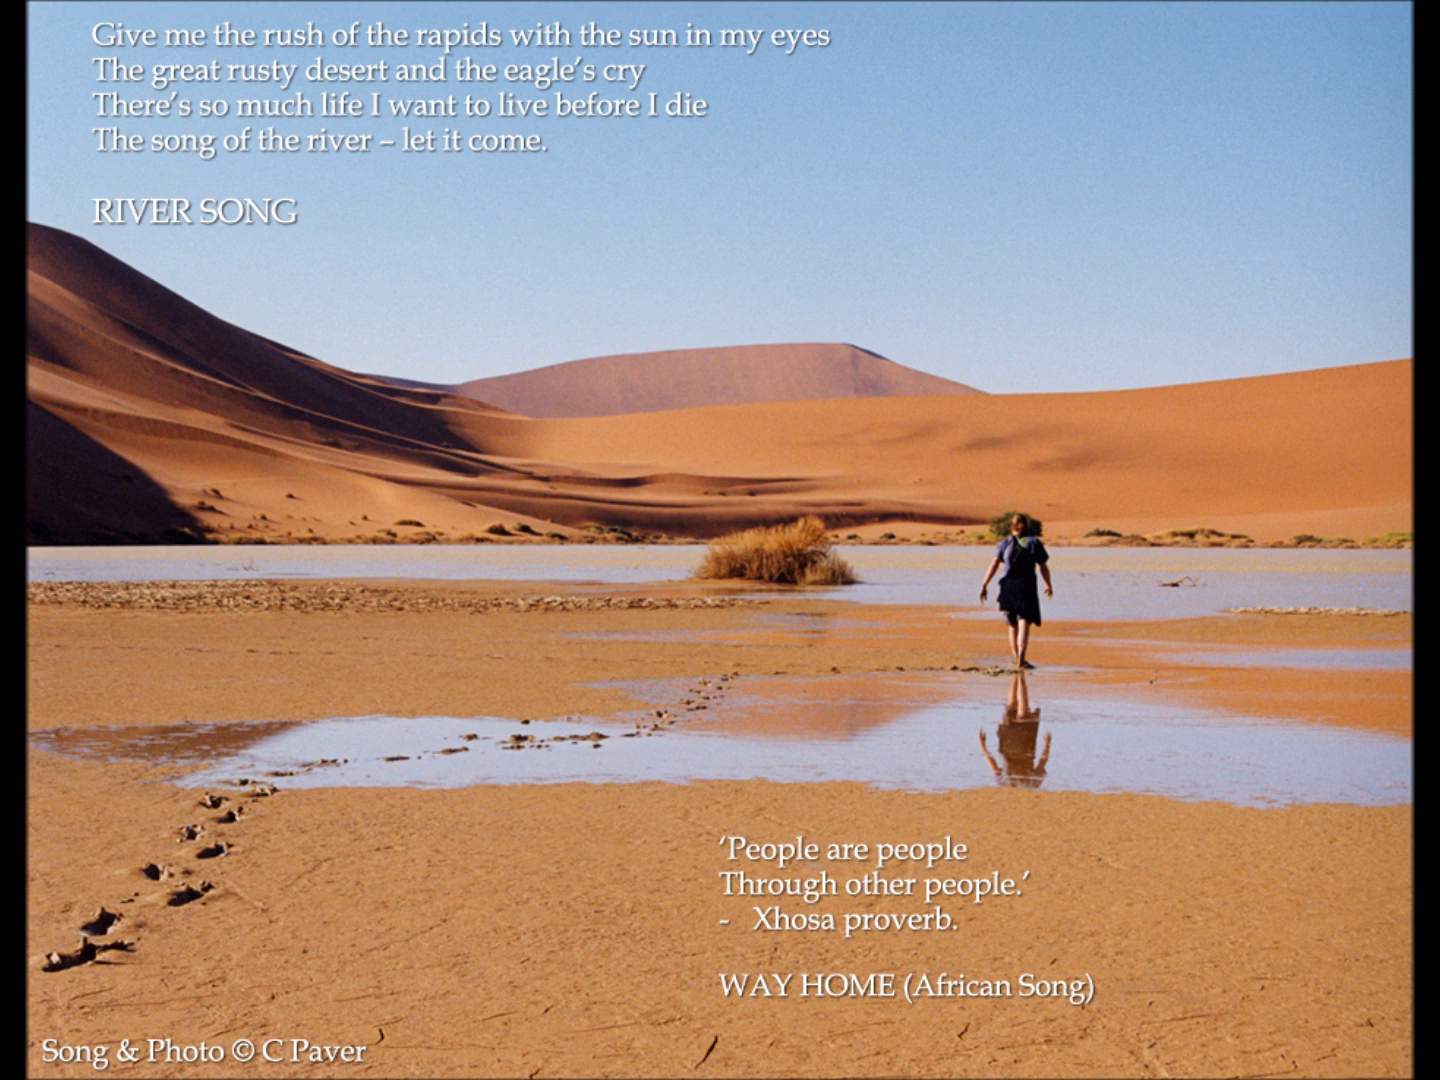 Give me the rush of the rapids with the sun in my eyes
The great rusty desert and the eagle’s cry
There’s so much life I want to live before I die
The song of the river – let it come.
RIVER SONG
‘People are people
Through other people.’
- Xhosa proverb.
WAY HOME (African Song)
Song & Photo © C Paver